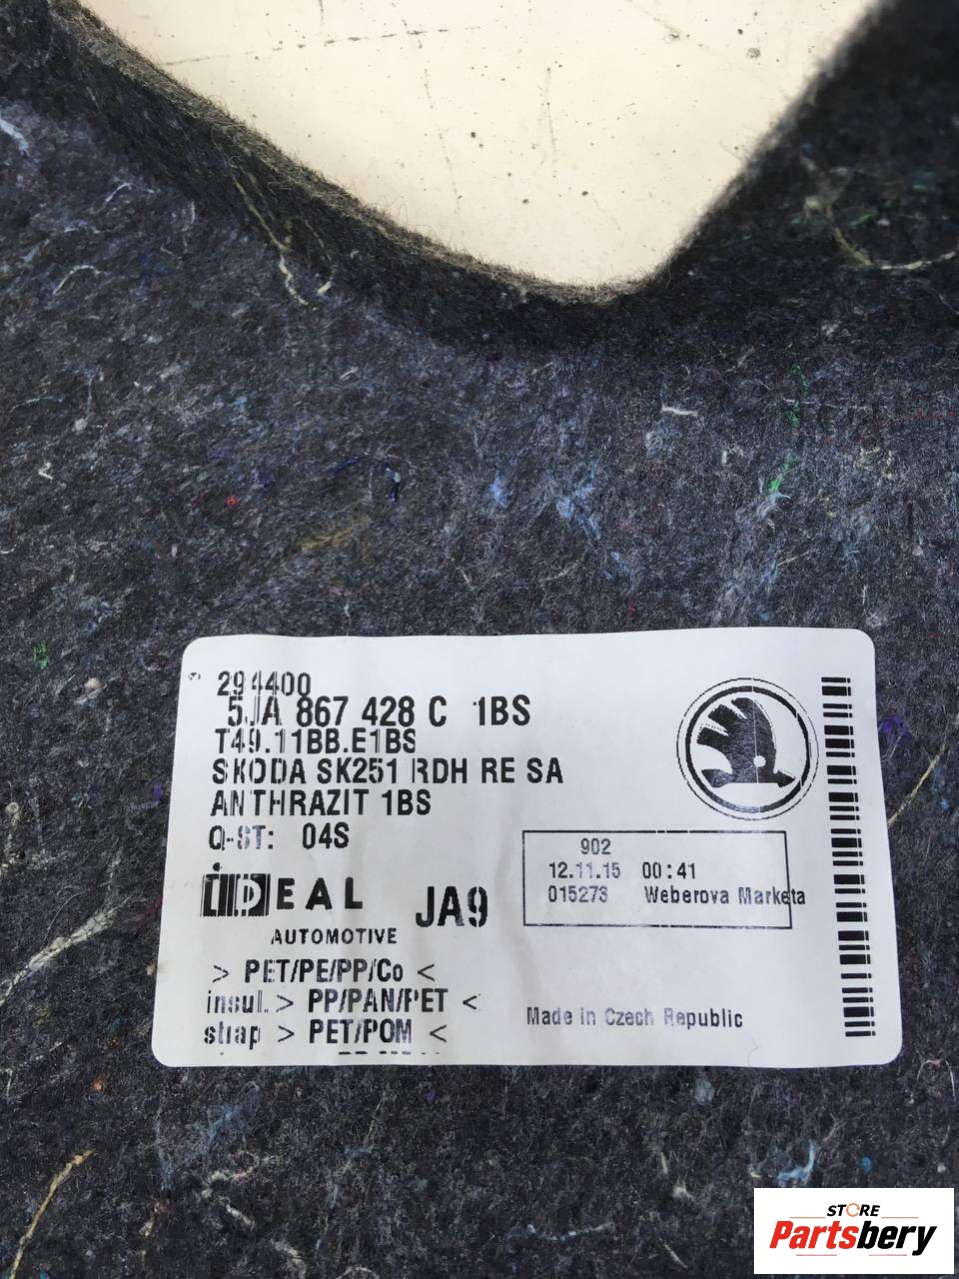 294400
5JA 867 428 C 1BS
T49.11BB.E1BS
SKODA SK251 RDH RE SA
ANTHRAZIT 1BS
Q-ST: 04S
902
12.11.15 00:41
015273 Weberova Marketa
iDEAL
AUTOMOTIVE
JA9
> PET/PE/PP/Co <
insul. > PP/PAN/PET <
strap > PET/POM <
Made in Czech Republic
STORE
Partsbery